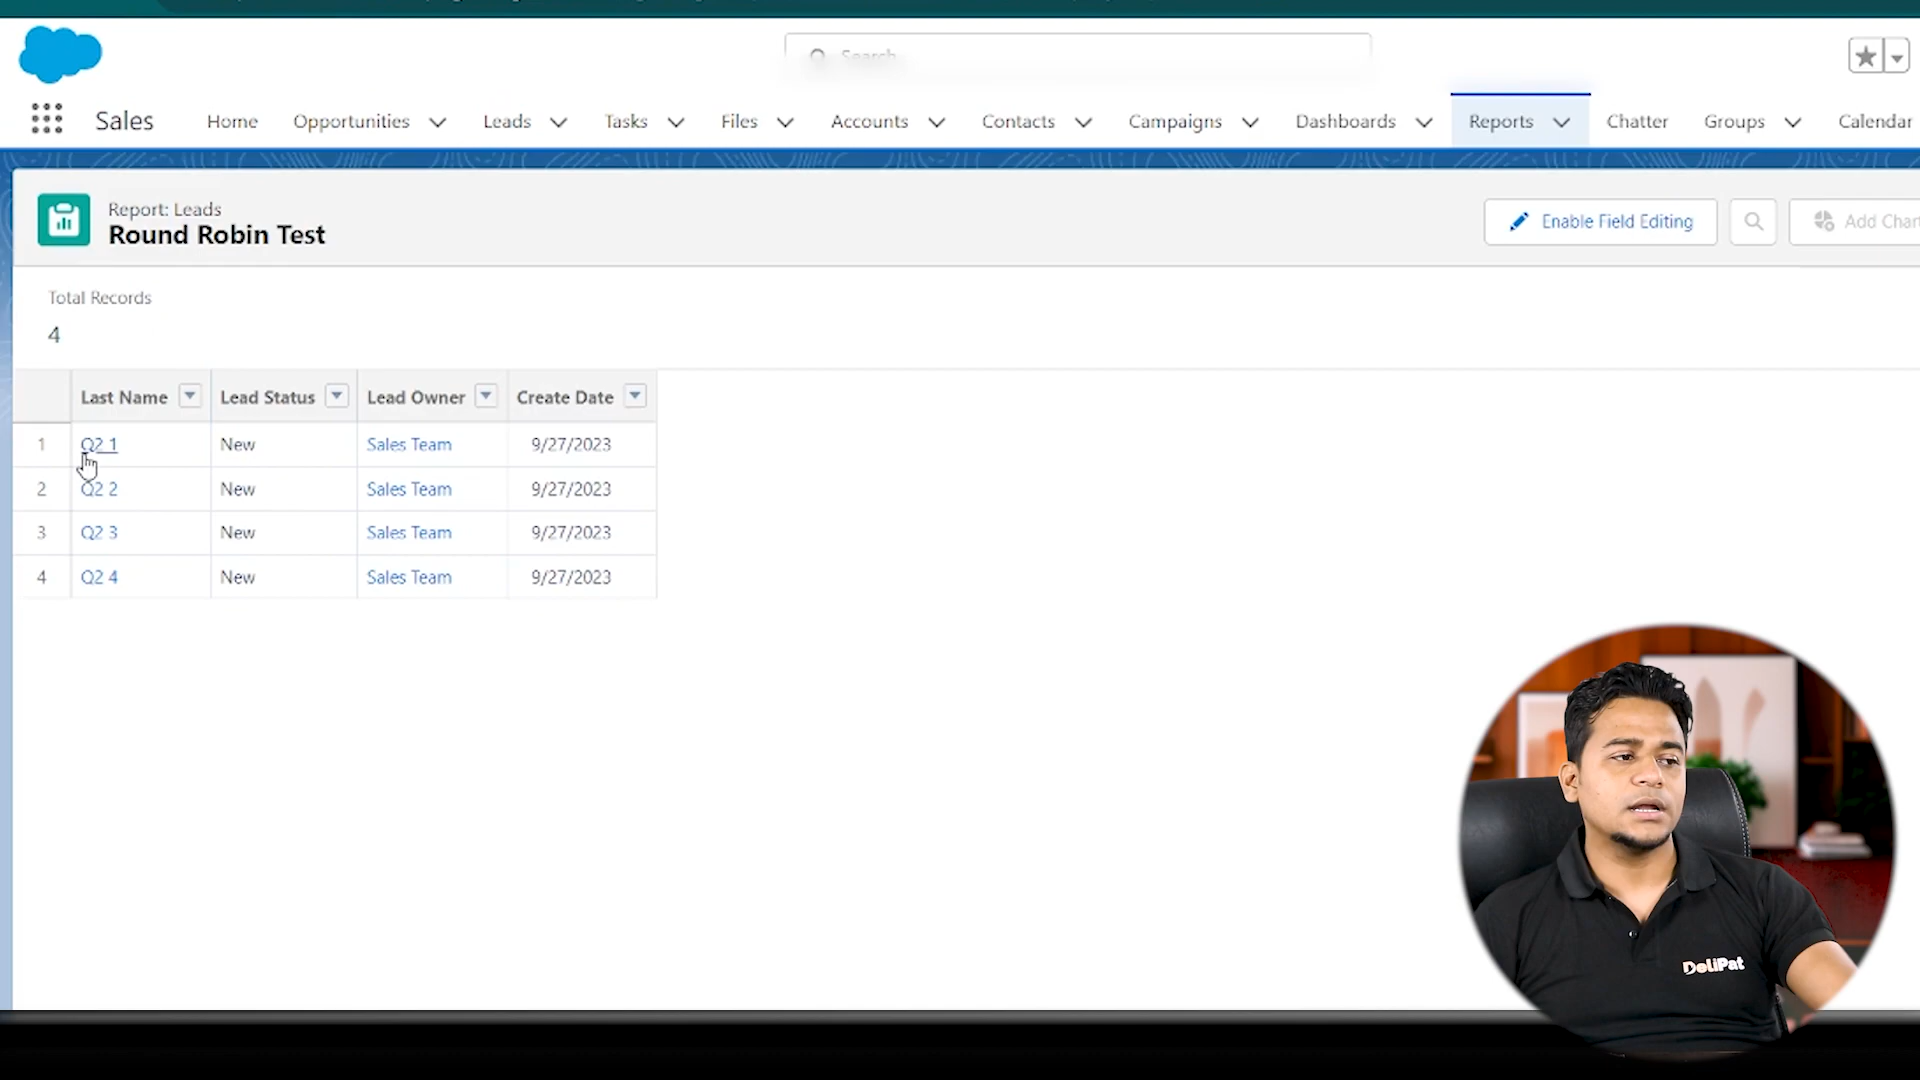 Search
Sales Home Opportunities Leads Tasks Files Accounts Contacts Campaigns Dashboards Reports Chatter Groups Calendar
Report: Leads
Round Robin Test
Enable Field Editing
Add Chart
Total Records
4
Last Name Lead Status Lead Owner Create Date
1 Q2 1 New Sales Team 9/27/2023
2 Q2 2 New Sales Team 9/27/2023
3 Q2 3 New Sales Team 9/27/2023
4 Q2 4 New Sales Team 9/27/2023
DeliPat